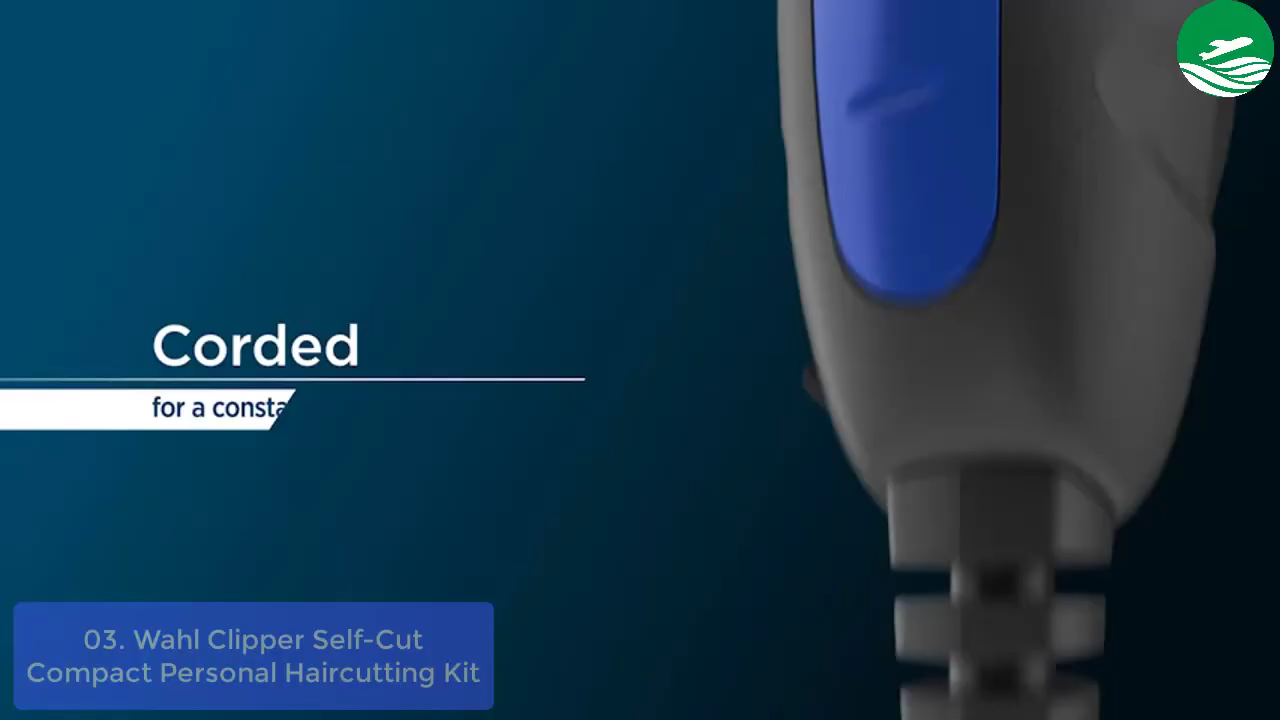 Corded
for a consta
03. Wahl Clipper Self-Cut
Compact Personal Haircutting Kit